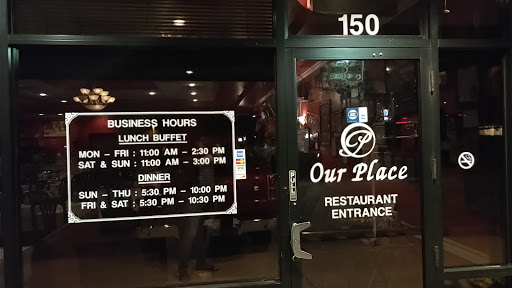 150
BUSINESS HOURS
LUNCH BUFFET
MON - FRI : 11:00 AM - 2:30 PM
SAT & SUN : 11:00 AM - 3:00 PM
DINNER
SUN - THU : 5:30 PM - 10:00 PM
FRI & SAT : 5:30 PM - 10:30 PM
P
Our Place
PULL
RESTAURANT
ENTRANCE